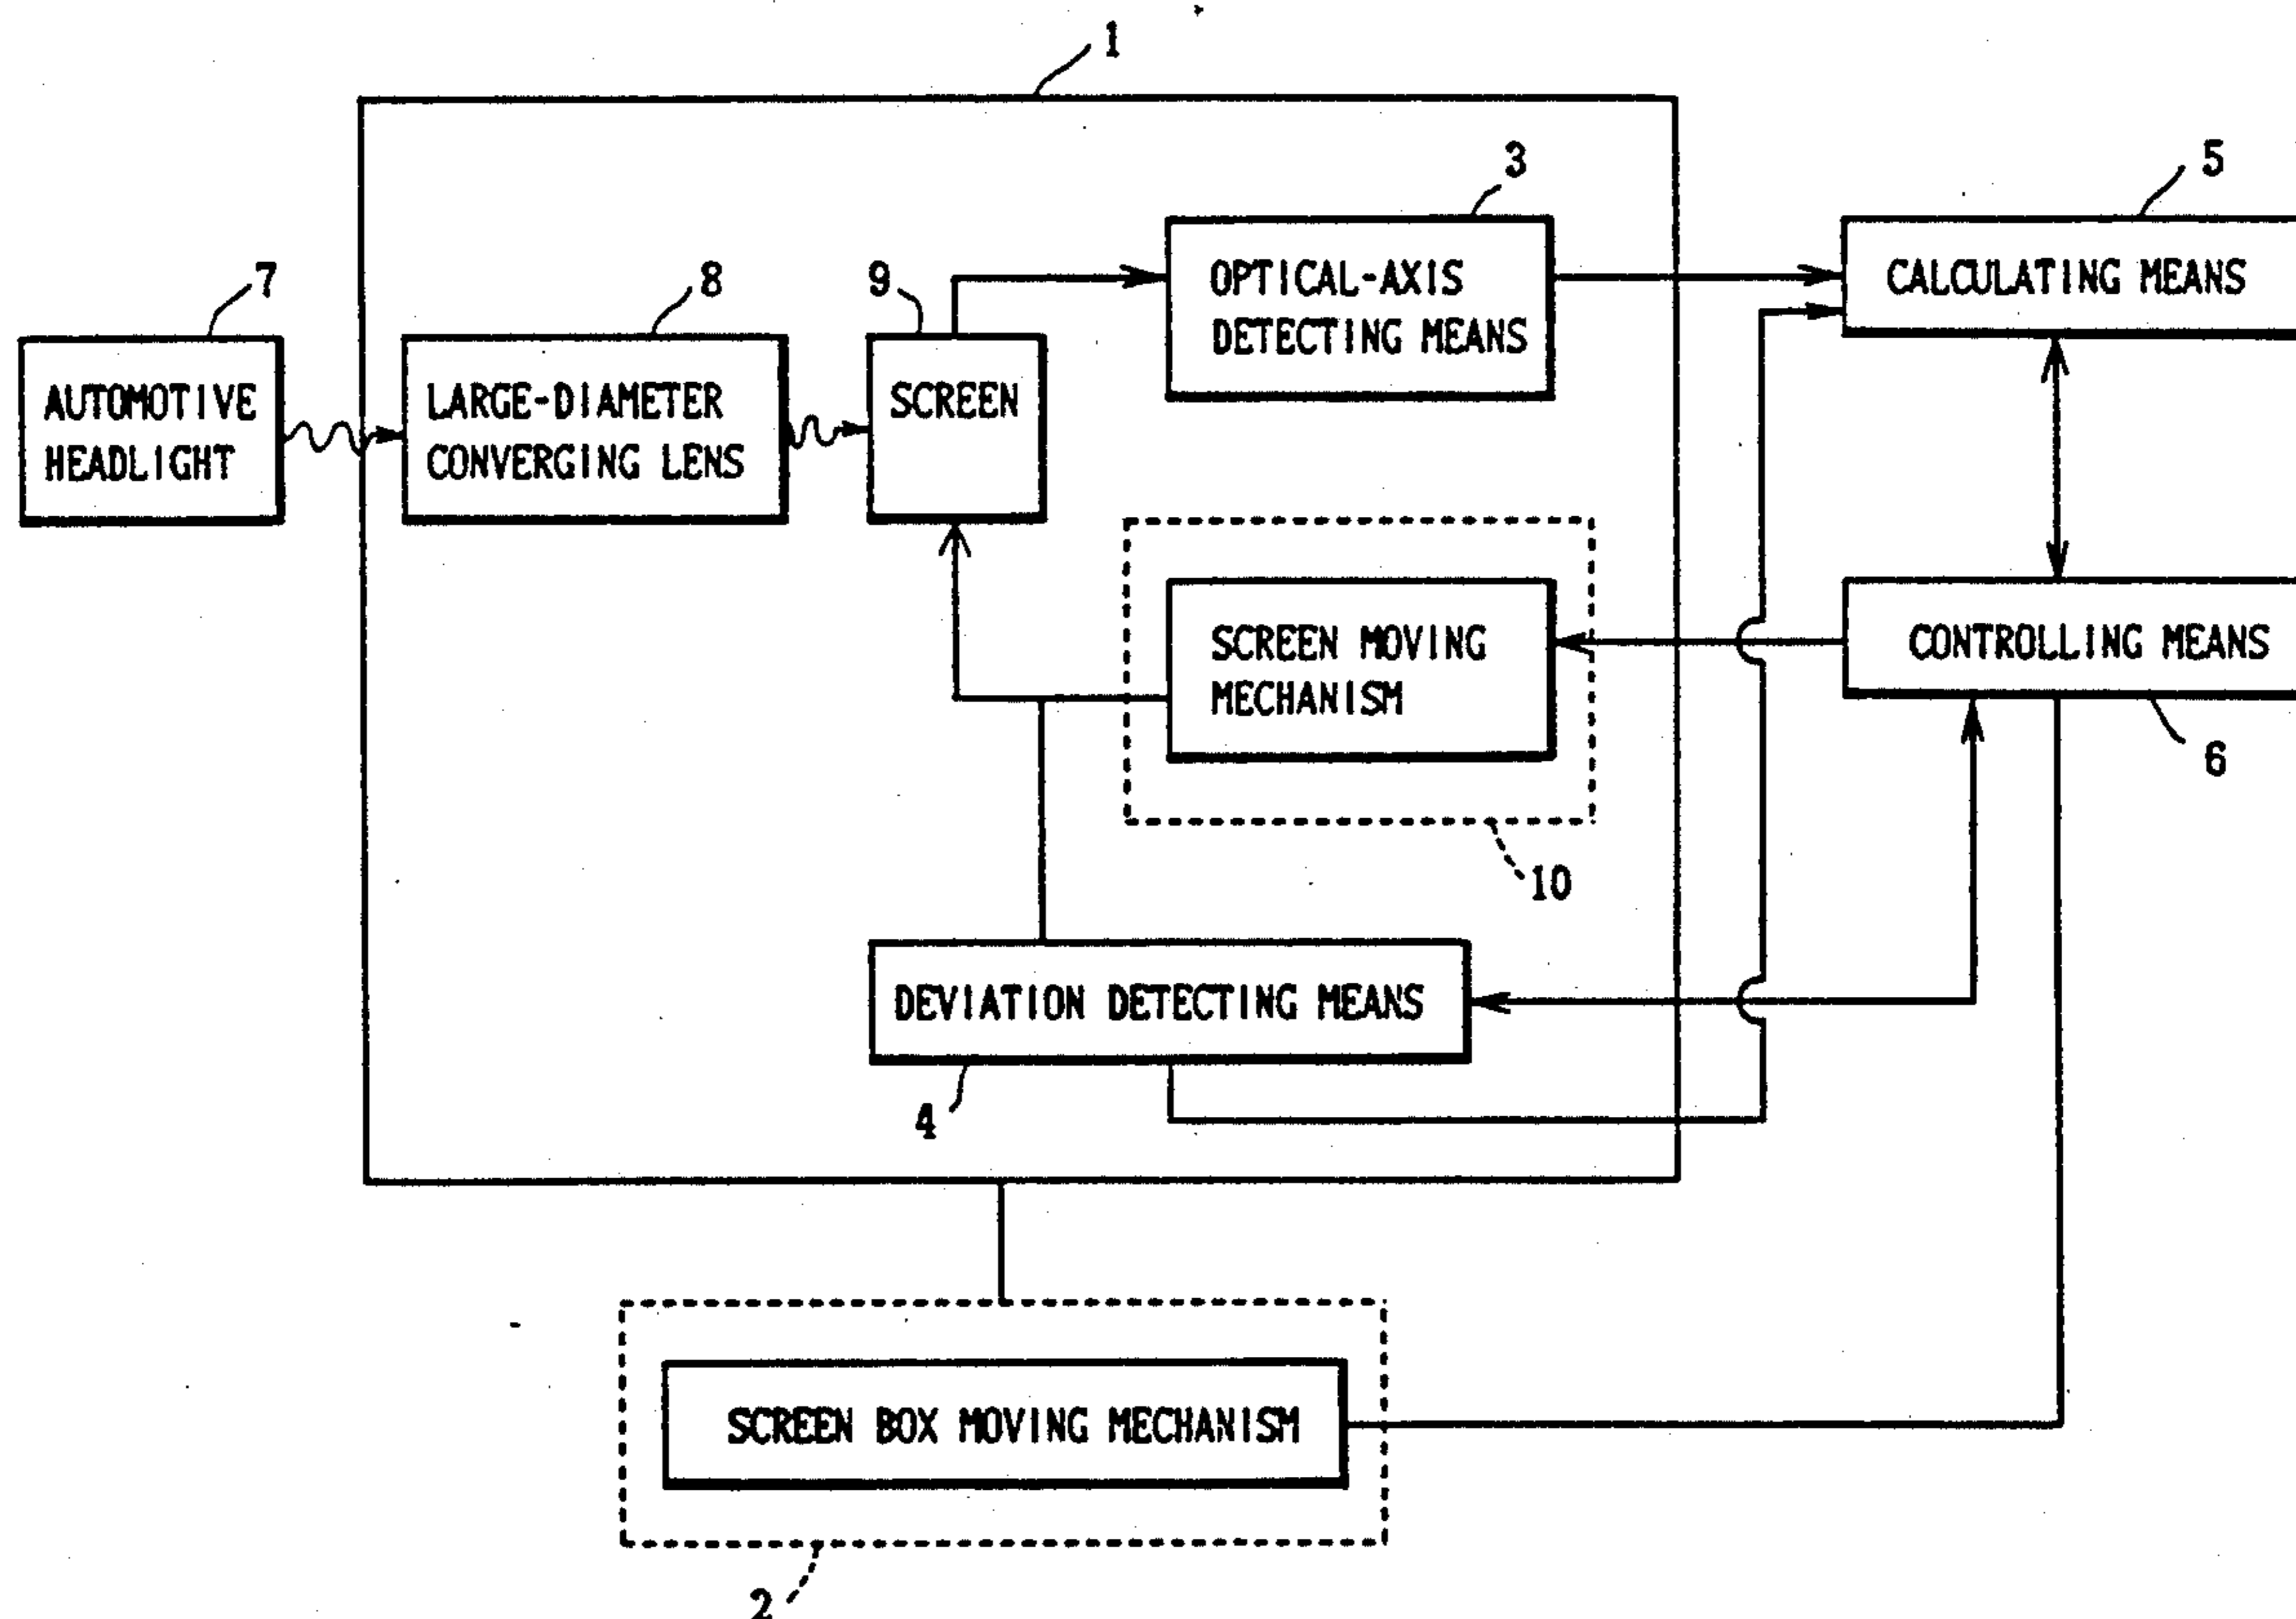 1
3
5
7
8
9
OPTICAL-AXIS
DETECTING MEANS
CALCULATING MEANS
AUTOMOTIVE
HEADLIGHT
LARGE-DIAMETER
CONVERGING LENS
SCREEN
SCREEN MOVING
MECHANISM
CONTROLLING MEANS
6
10
DEVIATION DETECTING MEANS
4
SCREEN BOX MOVING MECHANISM
2